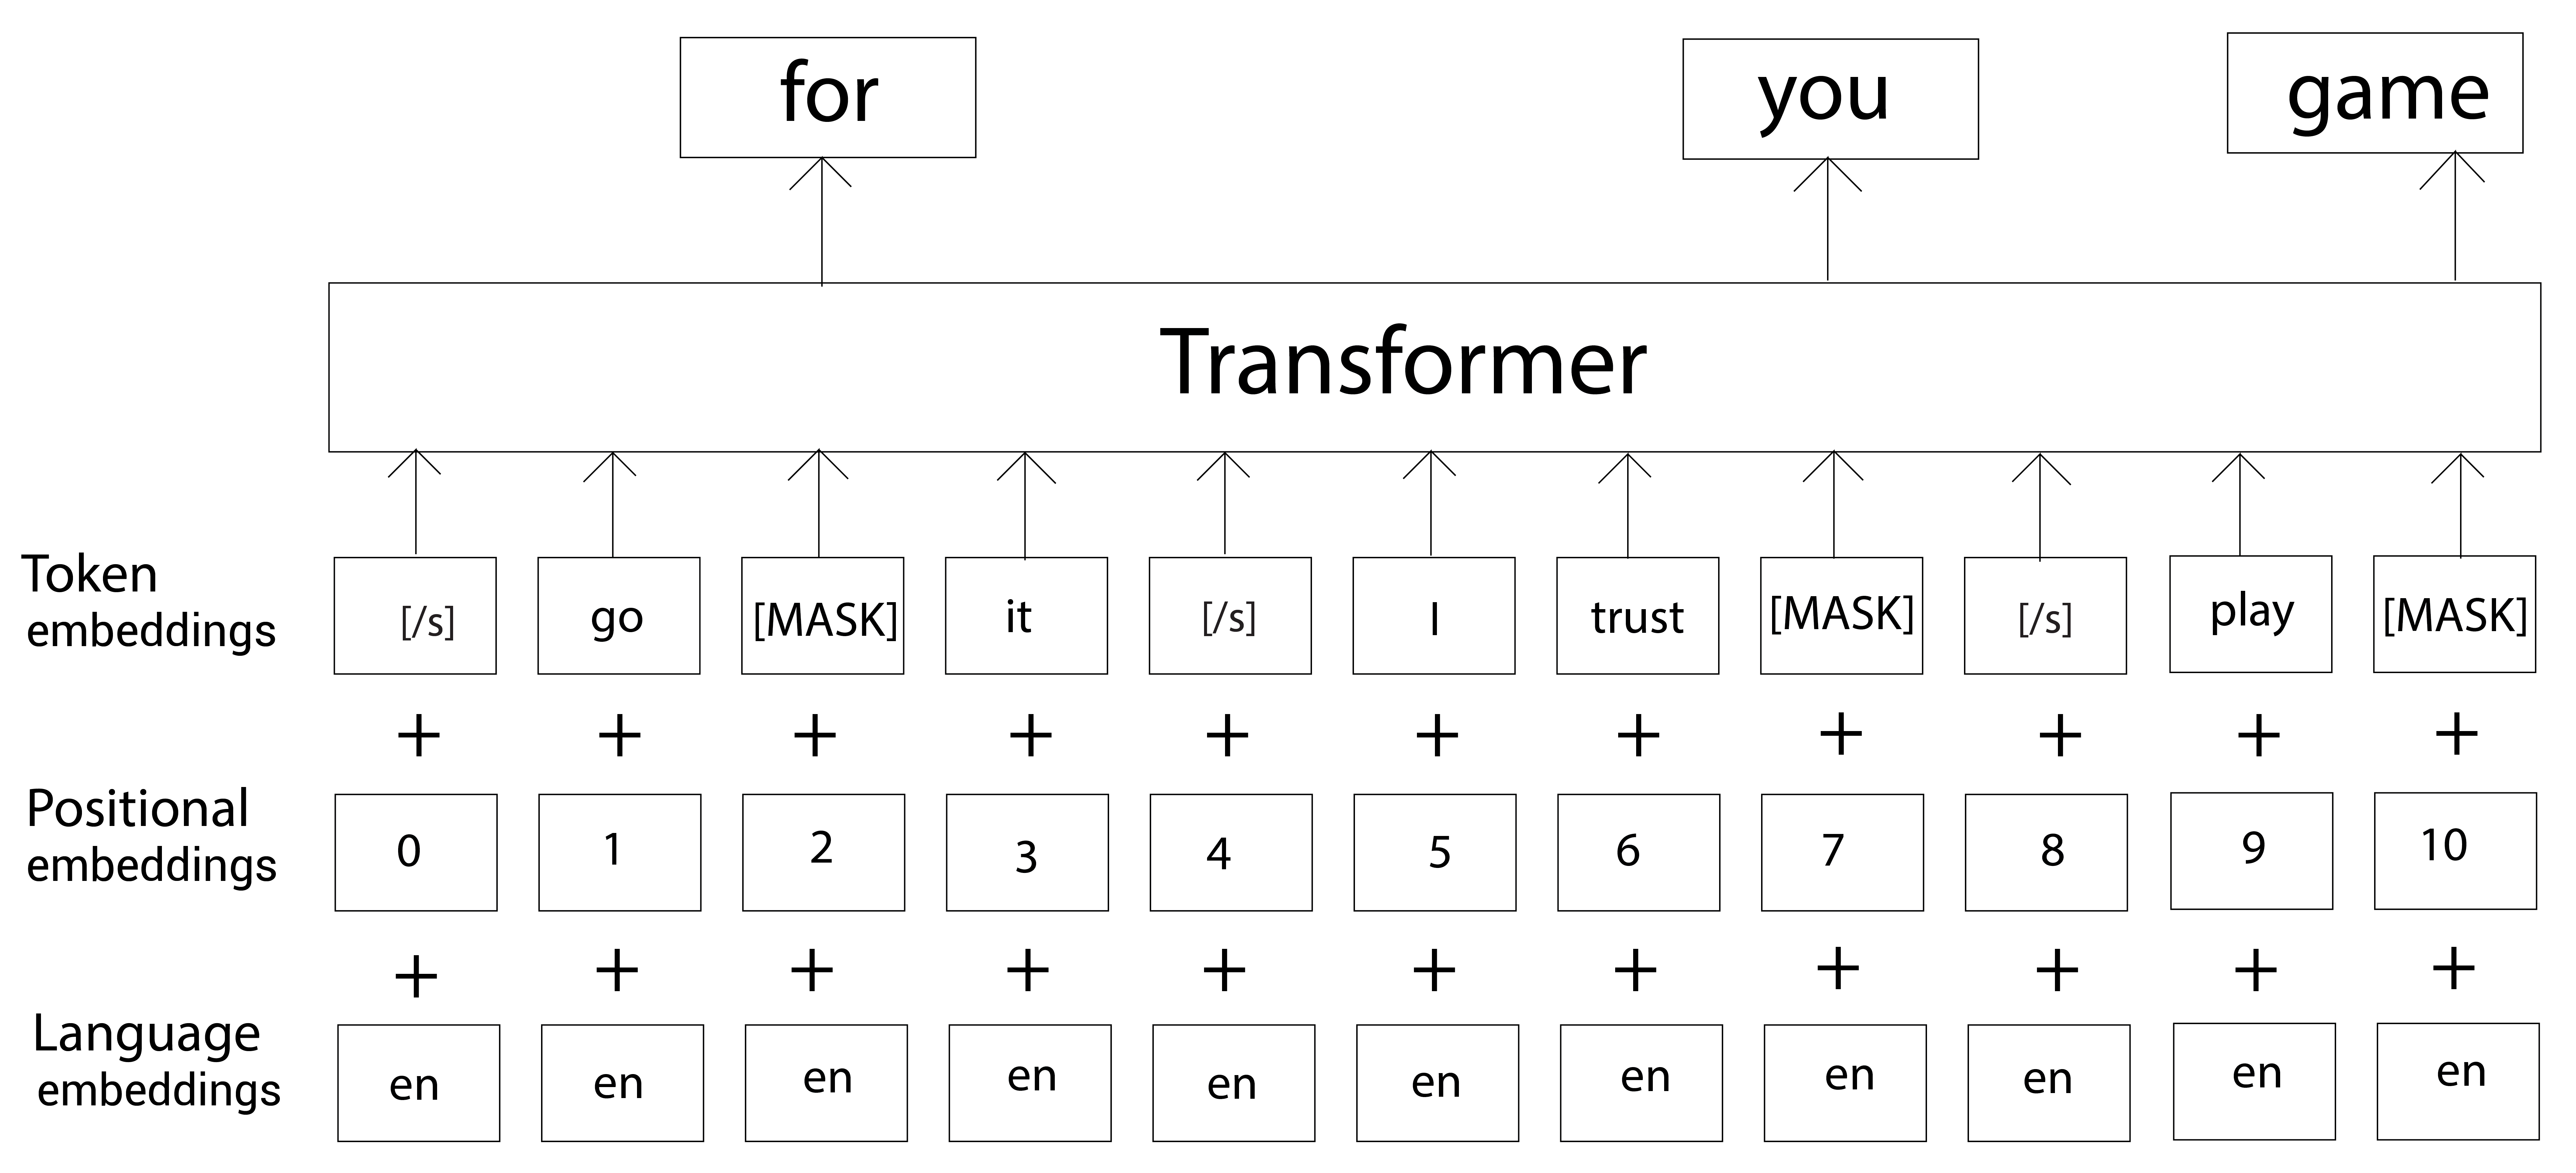 for you game
Transformer
Token
embeddings
[/s] go [MASK] it [/s] I trust [MASK] [/s] play [MASK]
+ + + + + + + + + + +
Positional
embeddings
0 1 2 3 4 5 6 7 8 9 10
+ + + + + + + + + + +
Language
embeddings
en en en en en en en en en en en